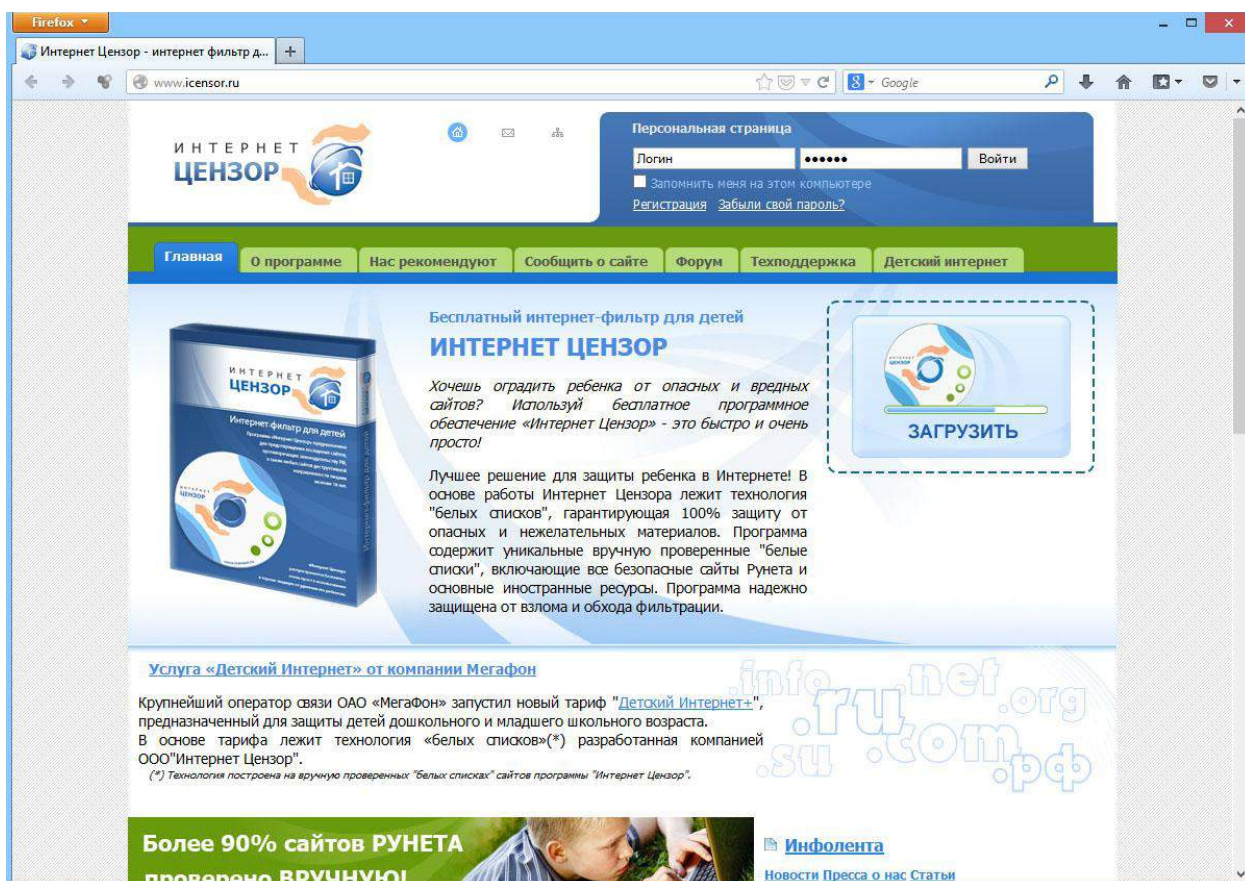 Firefox
Интернет Цензор - интернет фильтр д...
www.icensor.ru
Google
ИНТЕРНЕТ
ЦЕНЗОР
Персональная страница
Логин
Войти
Запомнить меня на этом компьютере
Регистрация Забыли свой пароль?
Главная
О программе
Нас рекомендуют
Сообщить о сайте
Форум
Техподдержка
Детский интернет
ИНТЕРНЕТ
ЦЕНЗОР
Интернет-фильтр для детей
Бесплатный интернет-фильтр для детей
ИНТЕРНЕТ ЦЕНЗОР
Хочешь оградить ребенка от опасных и вредных
сайтов? Используй бесплатное программное
обеспечение «Интернет Цензор» - это быстро и очень
просто!
Лучшее решение для защиты ребенка в Интернете! В
основе работы Интернет Цензора лежит технология
"белых списков", гарантирующая 100% защиту от
опасных и нежелательных материалов. Программа
содержит уникальные вручную проверенные "белые
списки", включающие все безопасные сайты Рунета и
основные иностранные ресурсы. Программа надежно
защищена от взлома и обхода фильтрации.
ЗАГРУЗИТЬ
Услуга «Детский Интернет» от компании Мегафон
Крупнейший оператор связи ОАО «МегаФон» запустил новый тариф "Детский Интернет+",
предназначенный для защиты детей дошкольного и младшего школьного возраста.
В основе тарифа лежит технология «белых списков»(*) разработанная компанией
ООО"Интернет Цензор".
(*) Технология построена на вручную проверенных "белых списках" сайтов программы "Интернет Цензор".
.info
.ru
.net
.org
.su
.com
.рф
Более 90% сайтов РУНЕТА
проверено ВРУЧНУЮ!
Инфолента
Новости Пресса о нас Статьи